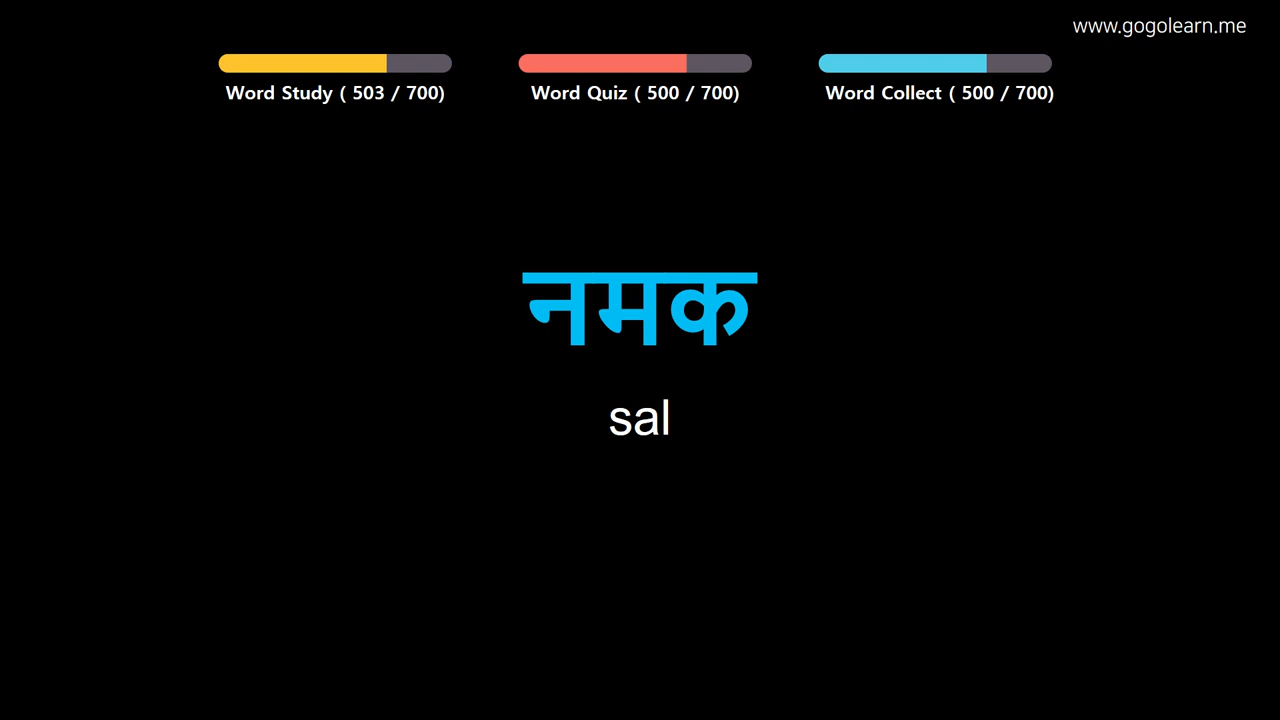 www.gogolearn.me
Word Study ( 503 / 700)
Word Quiz ( 500 / 700)
Word Collect ( 500 / 700)
नमक
sal